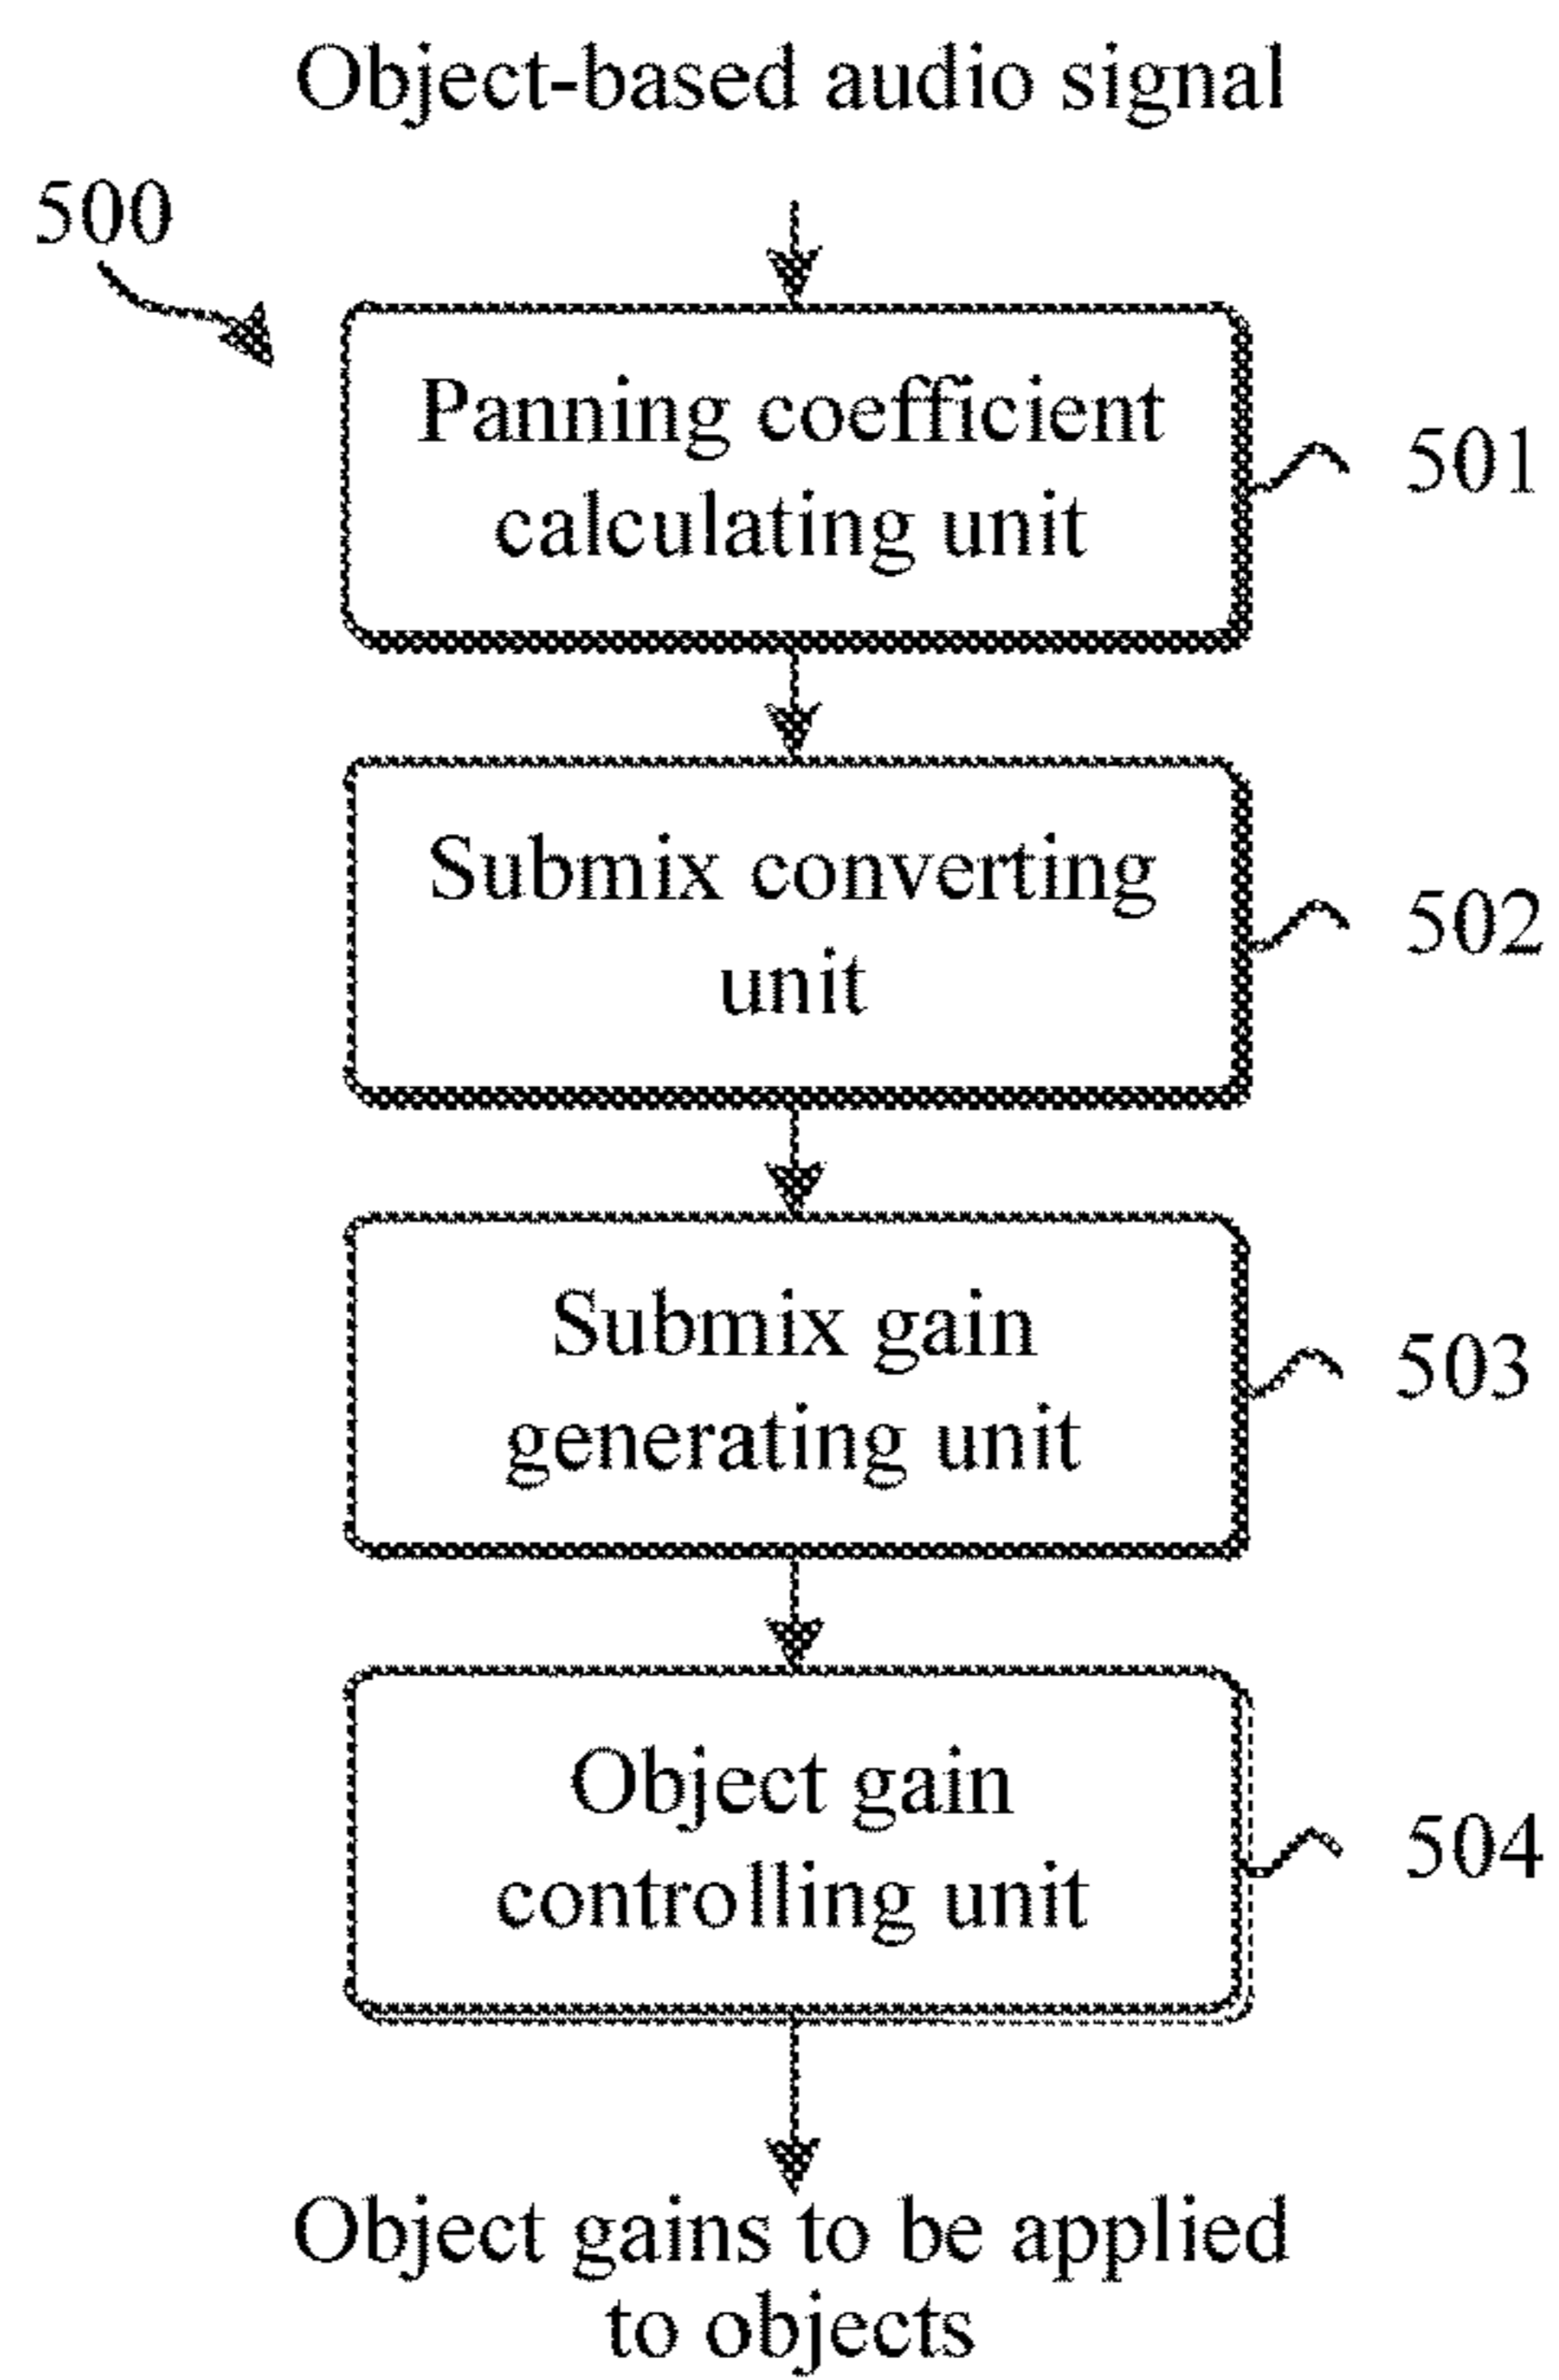 Object-based audio signal
500
Panning coefficient
calculating unit
501
Submix converting
unit
502
Submix gain
generating unit
503
Object gain
controlling unit
504
Object gains to be applied
to objects